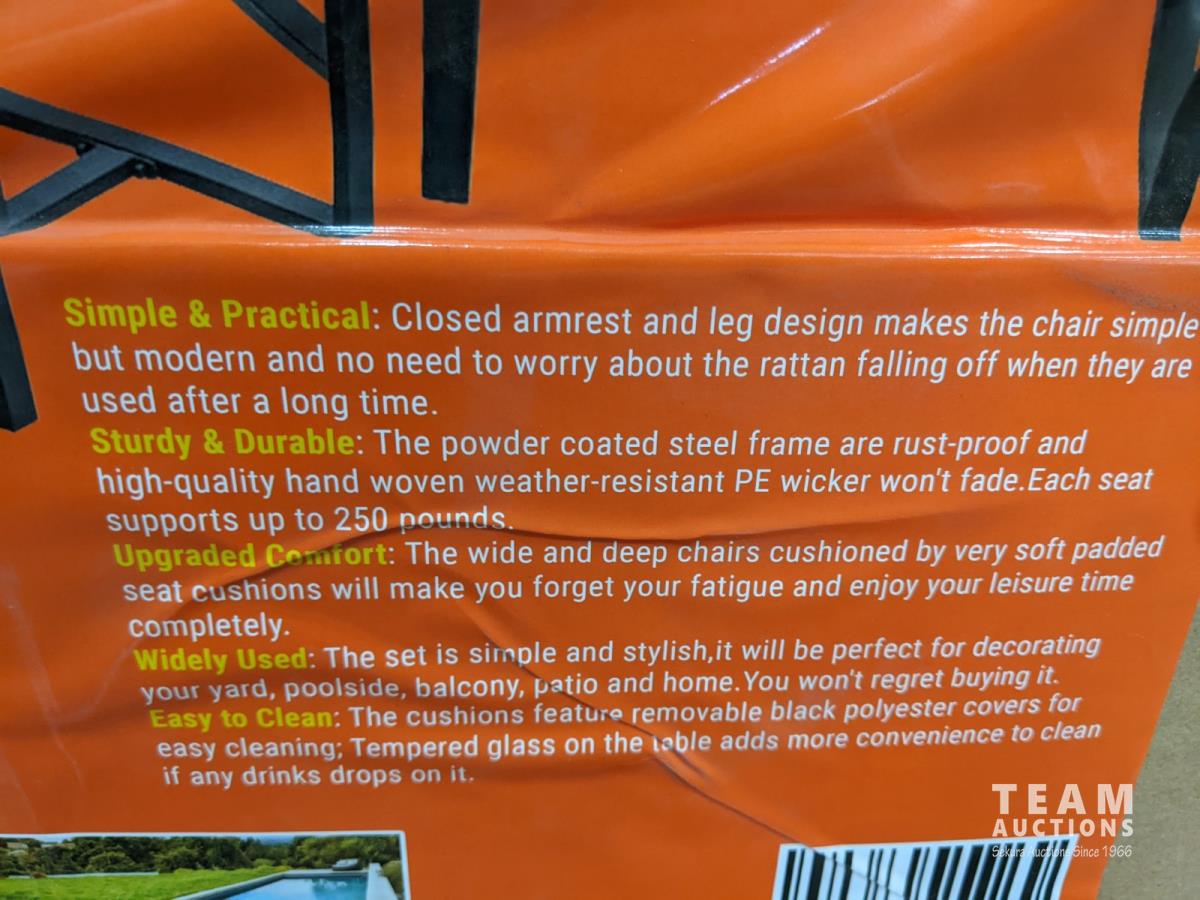 Simple & Practical: Closed armrest and leg design makes the chair simple
but modern and no need to worry about the rattan falling off when they are
used after a long time.
Sturdy & Durable: The powder coated steel frame are rust-proof and
high-quality hand woven weather-resistant PE wicker won't fade.Each seat
supports up to 250 pounds.
Upgraded Comfort: The wide and deep chairs cushioned by very soft padded
seat cushions will make you forget your fatigue and enjoy your leisure time
completely.
Widely Used: The set is simple and stylish,it will be perfect for decorating
your yard, poolside, balcony, patio and home.You won't regret buying it.
Easy to Clean: The cushions feature removable black polyester covers for
easy cleaning; Tempered glass on the table adds more convenience to clean
if any drinks drops on it.
TEAM
AUCTIONS
Sekura Auctions Since 1966